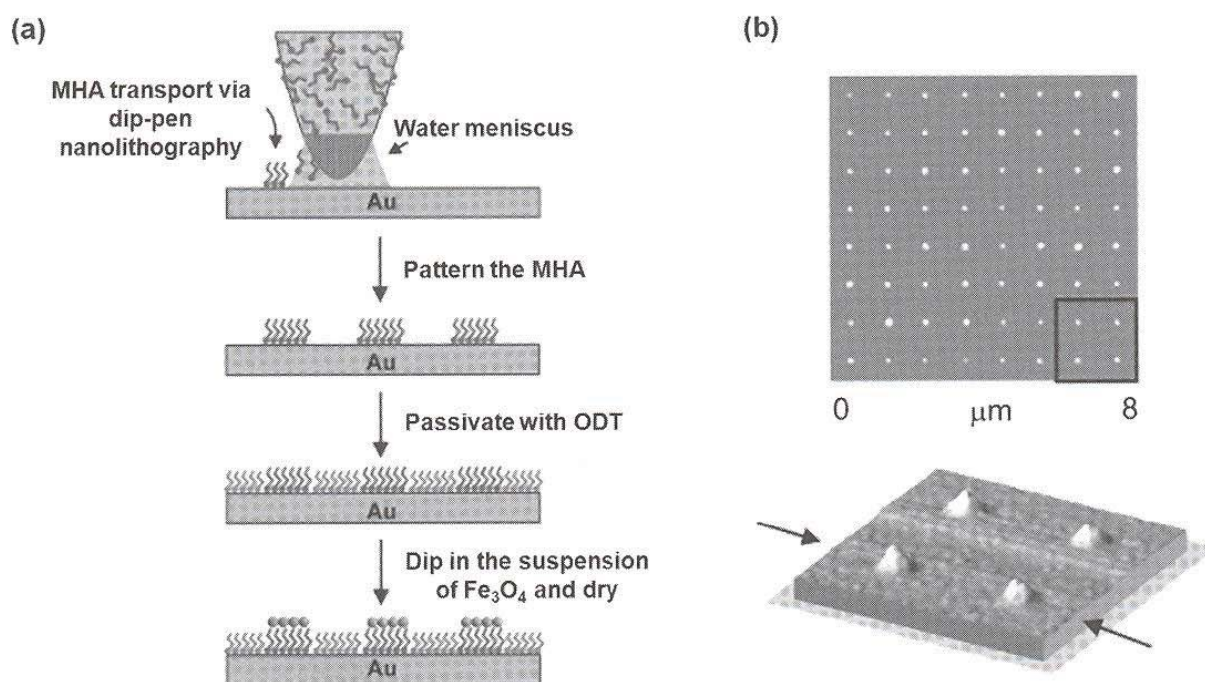 (a)
MHA transport via
dip-pen
nanolithography
Water meniscus
Au
Pattern the MHA
Au
Passivate with ODT
Au
Dip in the suspension
of Fe₃O₄ and dry
Au
(b)
0 μm 8